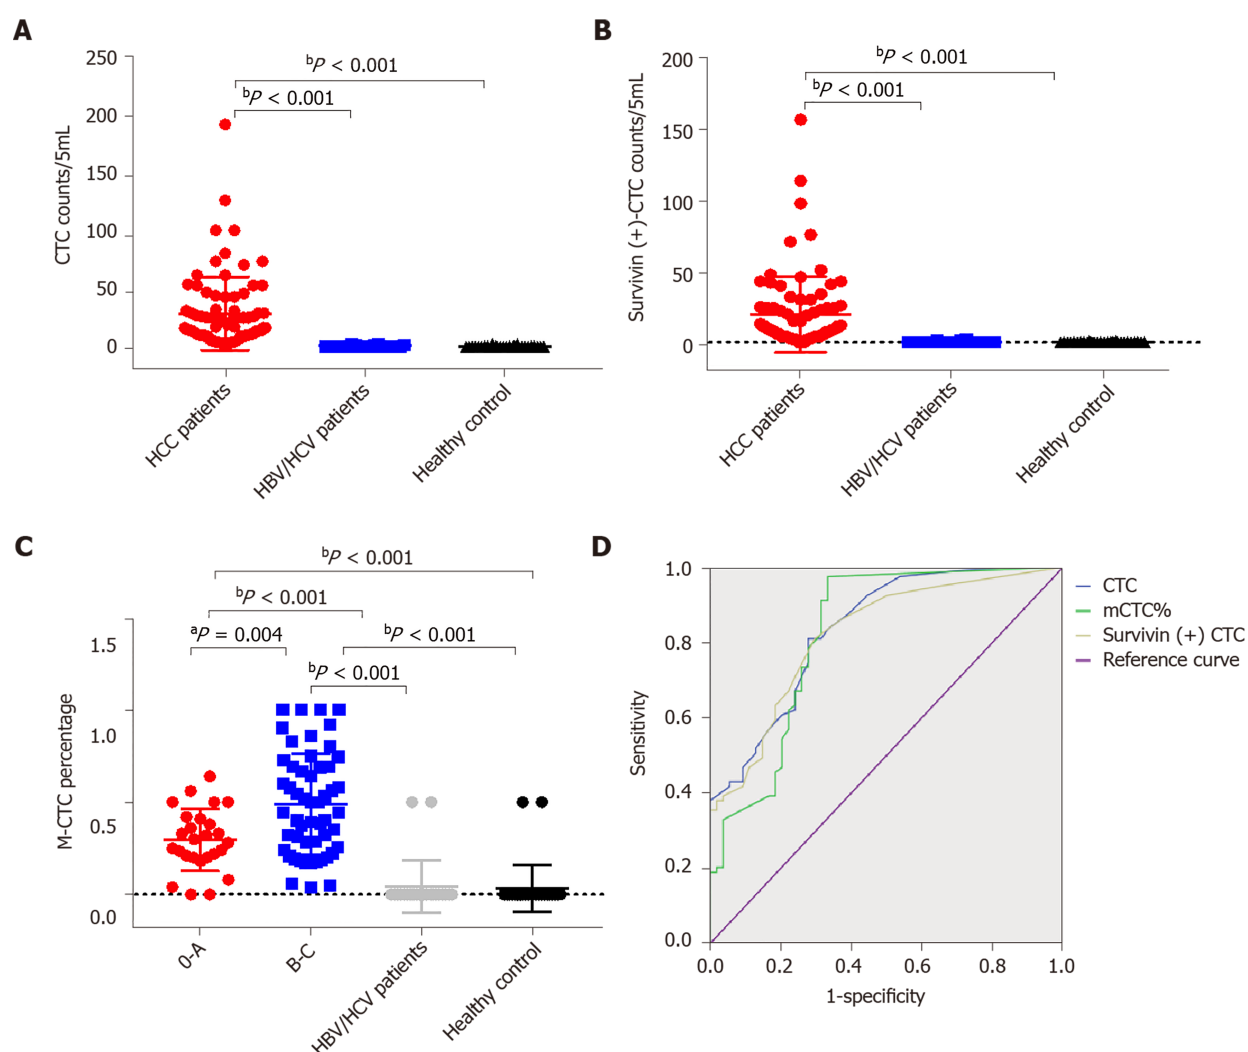 A
250
200
150
100
50
0
CTC counts/5mL
bP < 0.001
bP < 0.001
HCC patients
HBV/HCV patients
Healthy control
B
200
150
100
50
0
Survivin (+)-CTC counts/5mL
bP < 0.001
bP < 0.001
HCC patients
HBV/HCV patients
Healthy control
C
1.5
1.0
0.5
0.0
M-CTC percentage
bP < 0.001
bP < 0.001
aP = 0.004
bP < 0.001
bP < 0.001
0-A
B-C
HBV/HCV patients
Healthy control
D
1.0
0.8
0.6
0.4
0.2
0.0
Sensitivity
0.0 0.2 0.4 0.6 0.8 1.0
1-specificity
CTC
mCTC%
Survivin (+) CTC
Reference curve